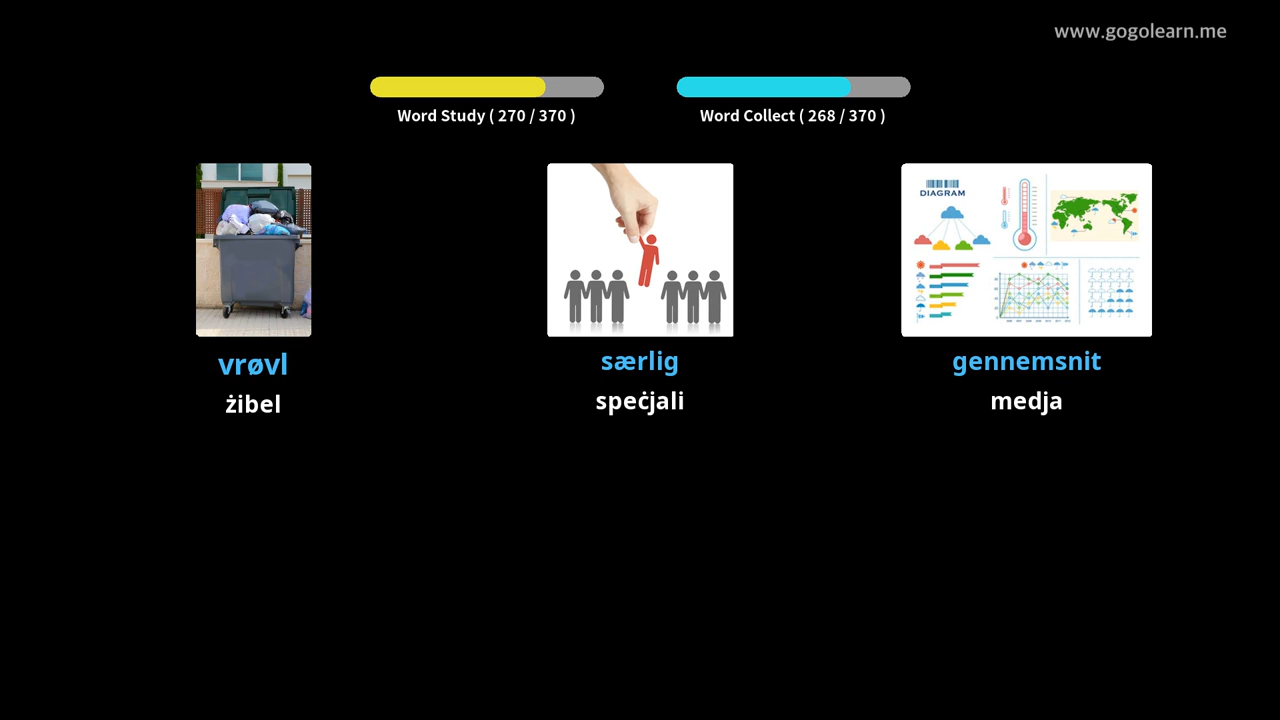 www.gogolearn.me
Word Study ( 270 / 370 )
Word Collect ( 268 / 370 )
DIAGRAM
vrøvl
særlig
gennemsnit
żibel
speċjali
medja